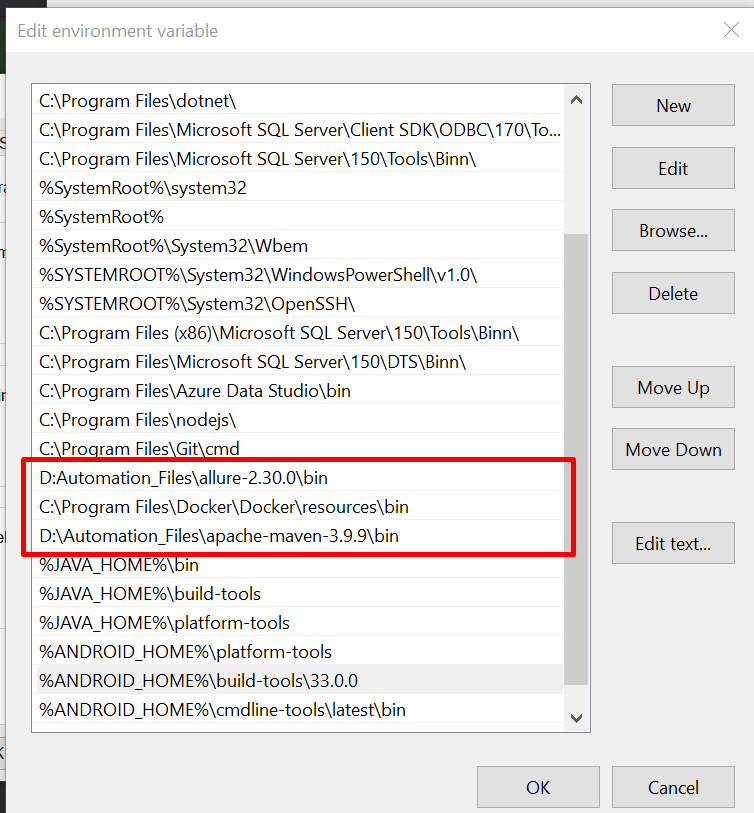 Edit environment variable
C:\Program Files\dotnet\
C:\Program Files\Microsoft SQL Server\Client SDK\ODBC\170\To...
C:\Program Files\Microsoft SQL Server\150\Tools\Binn\
%SystemRoot%\system32
%SystemRoot%
%SystemRoot%\System32\Wbem
%SYSTEMROOT%\System32\WindowsPowerShell\v1.0\
%SYSTEMROOT%\System32\OpenSSH\
C:\Program Files (x86)\Microsoft SQL Server\150\Tools\Binn\
C:\Program Files\Microsoft SQL Server\150\DTS\Binn\
C:\Program Files\Azure Data Studio\bin
C:\Program Files\nodejs\
C:\Program Files\Git\cmd
D:Automation_Files\allure-2.30.0\bin
C:\Program Files\Docker\Docker\resources\bin
D:\Automation_Files\apache-maven-3.9.9\bin
%JAVA_HOME%\bin
%JAVA_HOME%\build-tools
%JAVA_HOME%\platform-tools
%ANDROID_HOME%\platform-tools
%ANDROID_HOME%\build-tools\33.0.0
%ANDROID_HOME%\cmdline-tools\latest\bin
New
Edit
Browse...
Delete
Move Up
Move Down
Edit text...
OK
Cancel